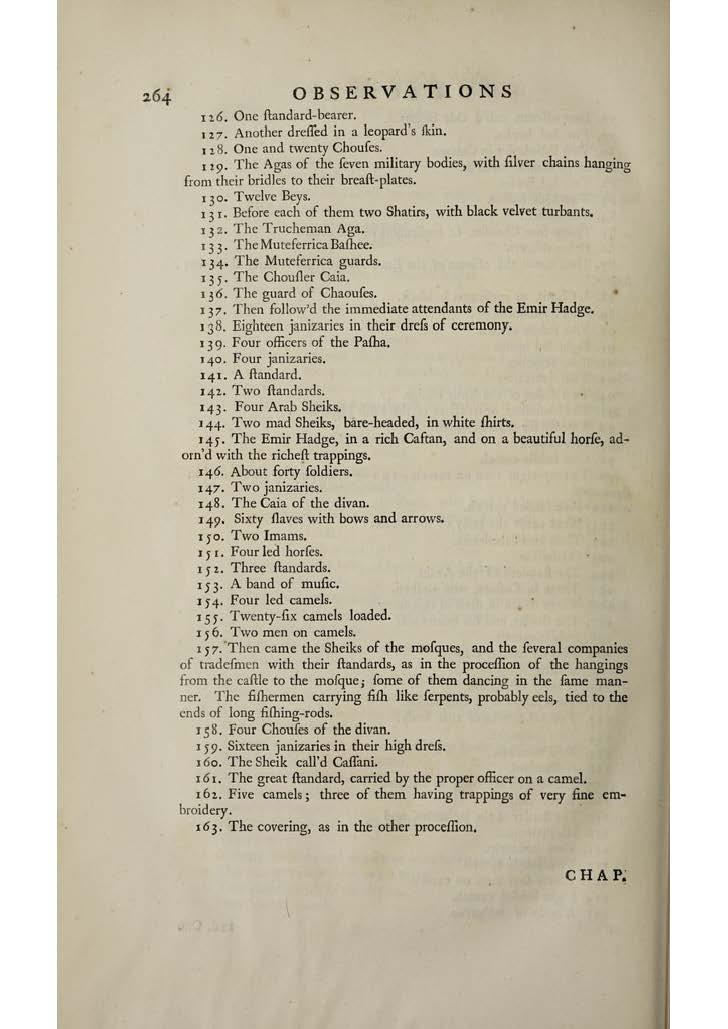 264 OBSERVATIONS
126. One ſtandard-bearer.
127. Another dreſſed in a leopard's ſkin.
128. One and twenty Chouſes.
129. The Agas of the ſeven military bodies, with ſilver chains hanging
from their bridles to their breaſt-plates.
130. Twelve Beys.
131. Before each of them two Shatirs, with black velvet turbants.
132. The Trucheman Aga.
133. The Muteferrica Baſhee.
134. The Muteferrica guards.
135. The Chouſler Caia.
136. The guard of Chaouſes.
137. Then follow'd the immediate attendants of the Emir Hadge.
138. Eighteen janizaries in their dreſs of ceremony.
139. Four officers of the Paſha.
140. Four janizaries.
141. A ſtandard.
142. Two ſtandards.
143. Four Arab Sheiks.
144. Two mad Sheiks, bare-headed, in white ſhirts.
145. The Emir Hadge, in a rich Caftan, and on a beautiful horſe, ad-
orn'd with the richeſt trappings.
146. About forty ſoldiers.
147. Two janizaries.
148. The Caia of the divan.
149. Sixty ſlaves with bows and arrows.
150. Two Imams.
151. Four led horſes.
152. Three ſtandards.
153. A band of muſic.
154. Four led camels.
155. Twenty-ſix camels loaded.
156. Two men on camels.
157. Then came the Sheiks of the moſques, and the ſeveral companies
of tradeſmen with their ſtandards, as in the proceſſion of the hangings
from the caſtle to the moſque; ſome of them dancing in the ſame man-
ner. The fiſhermen carrying fiſh like ſerpents, probably eels, tied to the
ends of long fiſhing-rods.
158. Four Chouſes of the divan.
159. Sixteen janizaries in their high dreſs.
160. The Sheik call'd Caſſani.
161. The great ſtandard, carried by the proper officer on a camel.
162. Five camels; three of them having trappings of very fine em-
broidery.
163. The covering, as in the other proceſſion.
CHAP.